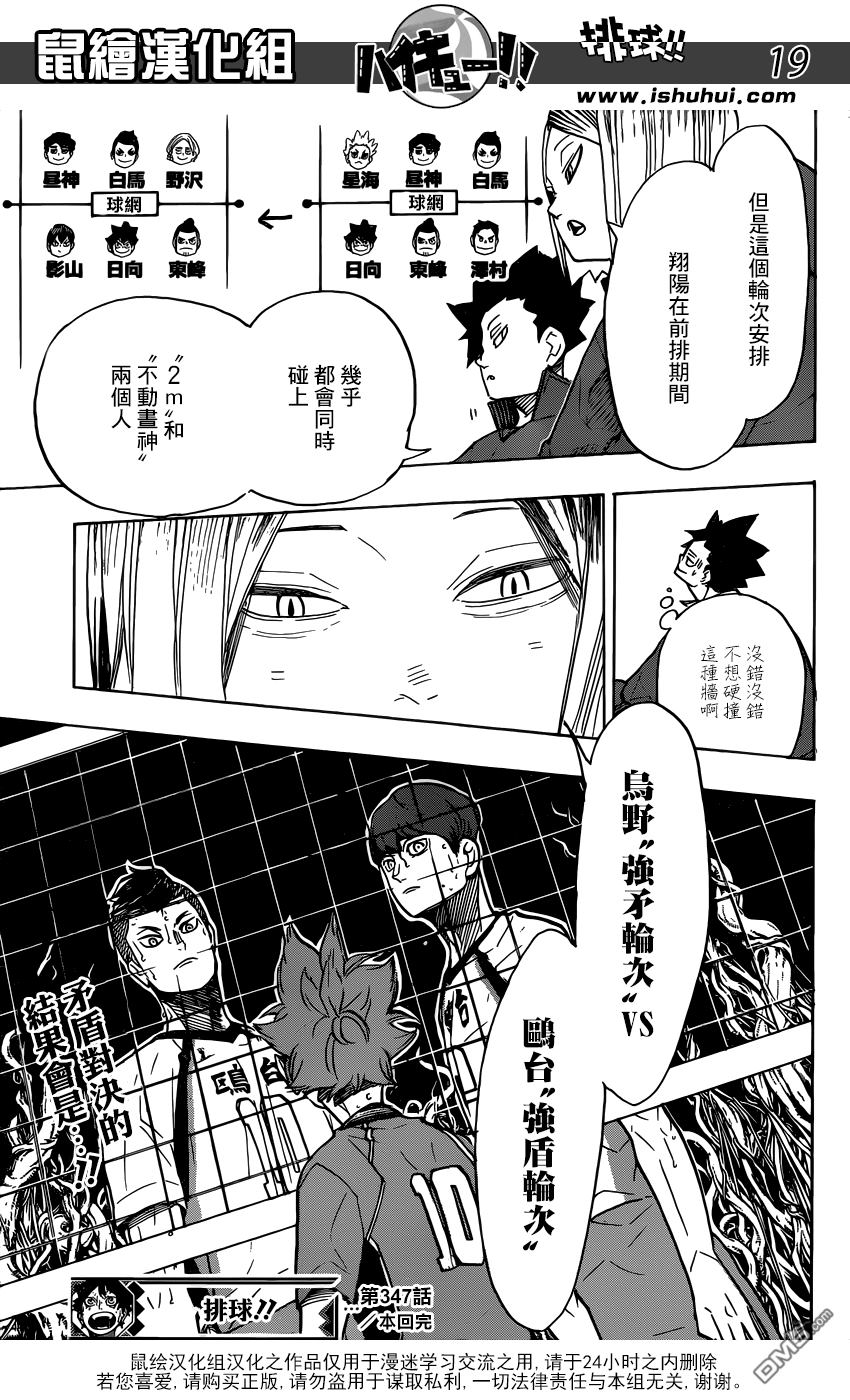 鼠繪漢化組
ハイキュー!!
排球!!
19
www.ishuhui.com
但是這個輪次安排
翔陽在前排期間
星海 昼神 白馬
球網
日向 東峰 澤村
←
昼神 白馬 野沢
球網
影山 日向 東峰
幾乎
都會同時
碰上
"2m"和
"不動晝神"
兩個人
沒錯沒錯
不想硬撞
這種牆啊
烏野"強矛輪次"VS
鷗台"強盾輪次"
鷗台
台
10
矛盾對決的
結果會是…!!
排球!!
…第347話
/本回完
DM5.com
鼠绘汉化组汉化之作品仅用于漫迷学习交流之用, 请于24小时之内删除
若您喜爱, 请购买正版, 请勿用于谋取私利, 一切法律责任与本组无关, 谢谢.